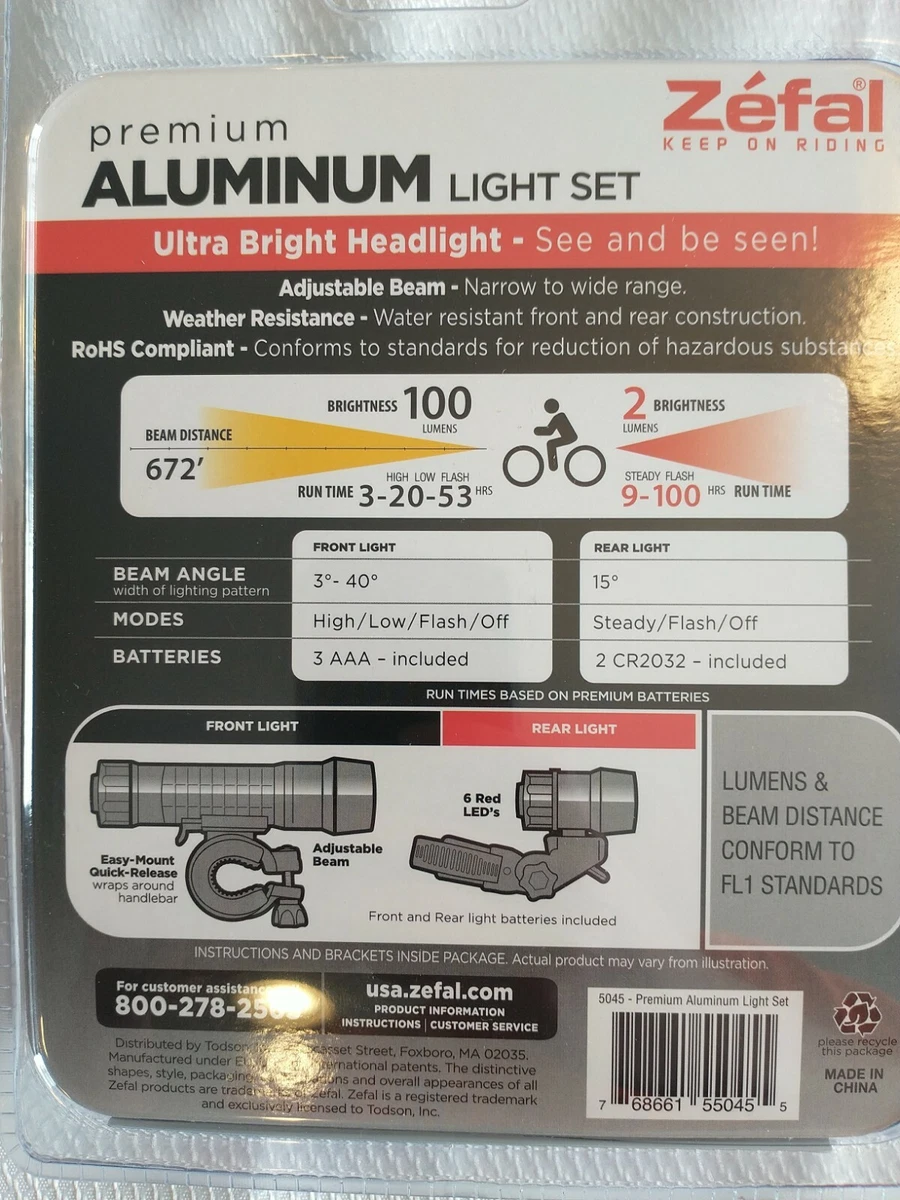 Zéfal®
KEEP ON RIDING
premium
ALUMINUM LIGHT SET
Ultra Bright Headlight - See and be seen!
Adjustable Beam - Narrow to wide range.
Weather Resistance - Water resistant front and rear construction.
RoHS Compliant - Conforms to standards for reduction of hazardous substances
BRIGHTNESS 100
LUMENS
BEAM DISTANCE
672'
HIGH LOW FLASH
RUN TIME 3-20-53 HRS
2 BRIGHTNESS
LUMENS
STEADY FLASH
9-100 HRS RUN TIME
FRONT LIGHT
REAR LIGHT
BEAM ANGLE
width of lighting pattern
3°- 40°
15°
MODES
High/Low/Flash/Off
Steady/Flash/Off
BATTERIES
3 AAA - included
2 CR2032 - included
RUN TIMES BASED ON PREMIUM BATTERIES
FRONT LIGHT
REAR LIGHT
6 Red
LED's
Easy-Mount
Quick-Release
wraps around
handlebar
Adjustable
Beam
Front and Rear light batteries included
LUMENS &
BEAM DISTANCE
CONFORM TO
FL1 STANDARDS
INSTRUCTIONS AND BRACKETS INSIDE PACKAGE. Actual product may vary from illustration.
For customer assistance
800-278-25
usa.zefal.com
PRODUCT INFORMATION
INSTRUCTIONS | CUSTOMER SERVICE
Distributed by Todson Street, Foxboro, MA 02035.
Manufactured under patents. The distinctive
shapes, style, packaging and overall appearances of all
Zefal products are of Zefal. Zefal is a registered trademark
and exclusively licensed to Todson, Inc.
5045 - Premium Aluminum Light Set
7 68661 55045 5
please recycle
this package
MADE IN
CHINA